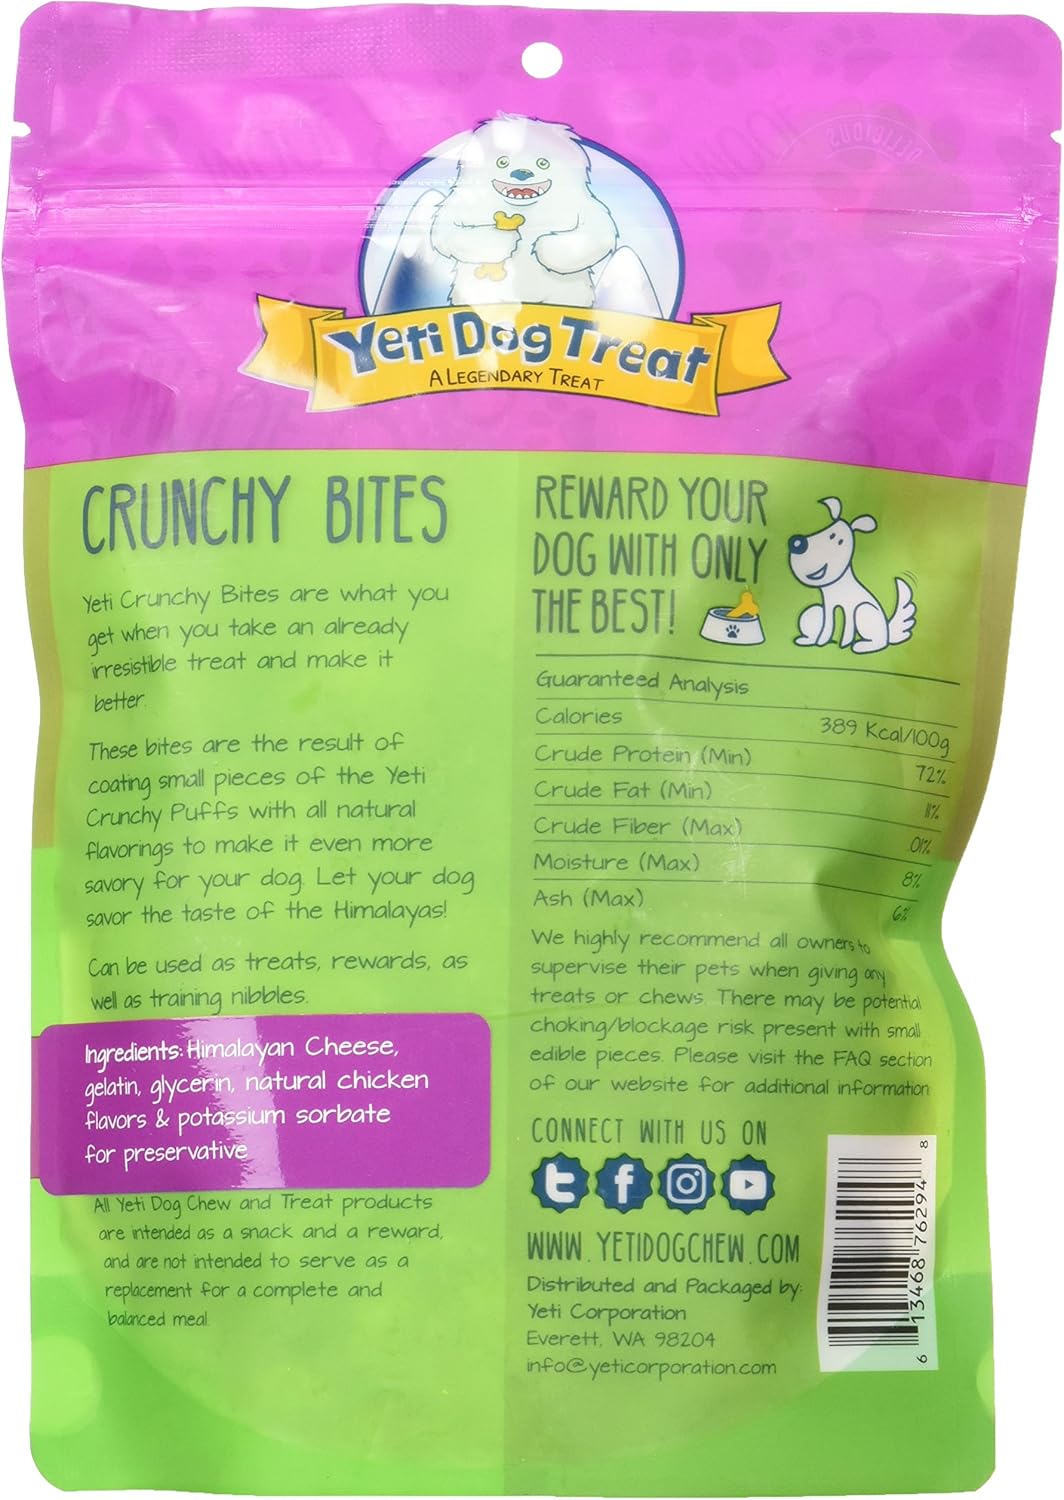 DELICIOUS
Yeti Dog Treat
A LEGENDARY TREAT
CRUNCHY BITES
Yeti Crunchy Bites are what you
get when you take an already
irresistible treat and make it
better.
These bites are the result of
coating small pieces of the Yeti
Crunchy Puffs with all natural
flavorings to make it even more
savory for your dog. Let your dog
savor the taste of the Himalayas!
Can be used as treats, rewards, as
well as training nibbles.
Ingredients: Himalayan Cheese,
gelatin, glycerin, natural chicken
flavors & potassium sorbate
for preservative
All Yeti Dog Chew and Treat products
are intended as a snack and a reward,
and are not intended to serve as a
replacement for a complete and
balanced meal.
REWARD YOUR
DOG WITH ONLY
THE BEST!
Guaranteed Analysis
Calories 389 Kcal/100g
Crude Protein (Min) 72%
Crude Fat (Min) 11%
Crude Fiber (Max) .01%
Moisture (Max) 8%
Ash (Max) 6%
We highly recommend all owners to
supervise their pets when giving any
treats or chews. There may be potential
choking/blockage risk present with small
edible pieces. Please visit the FAQ section
of our website for additional information.
CONNECT WITH US ON
WWW.YETIDOGCHEW.COM
Distributed and Packaged by:
Yeti Corporation
Everett, WA 98204
info@yeticorporation.com
6 13468 76294 8